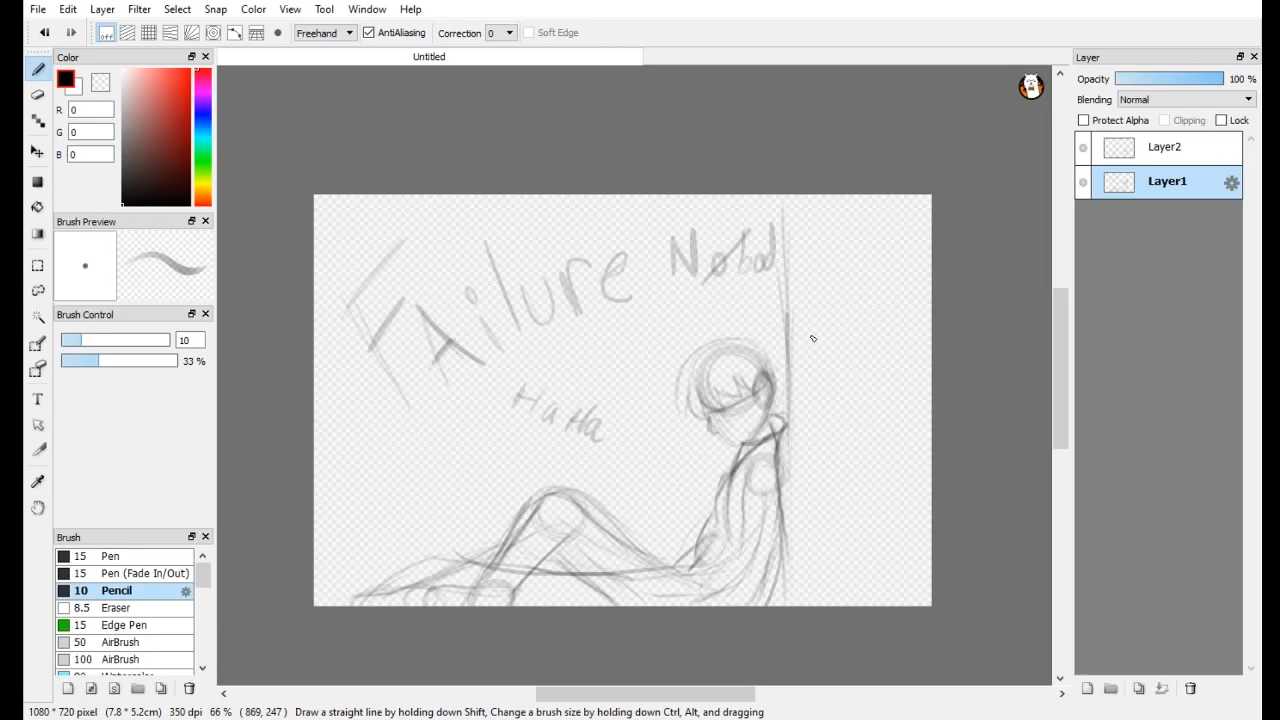 File Edit Layer Filter Select Snap Color View Tool Window Help
off Freehand AntiAliasing Correction 0 Soft Edge
Color
Untitled
Layer
R 0
G 0
B 0
Opacity 100 %
Blending Normal
Protect Alpha Clipping Lock
Layer2
Layer1
Brush Preview
Brush Control
10
33 %
FAilure Nobod
HaHa
Brush
15 Pen
15 Pen (Fade In/Out)
10 Pencil
8.5 Eraser
15 Edge Pen
50 AirBrush
100 AirBrush
1080 * 720 pixel (7.8 * 5.2cm) 350 dpi 66 % ( 869, 247 ) Draw a straight line by holding down Shift, Change a brush size by holding down Ctrl, Alt, and dragging